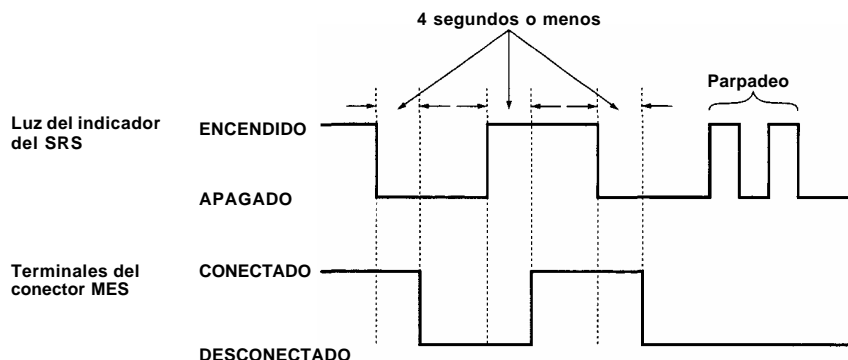 4 segundos o menos
Parpadeo
Luz del indicador
del SRS
ENCENDIDO
APAGADO
Terminales del
conector MES
CONECTADO
DESCONECTADO